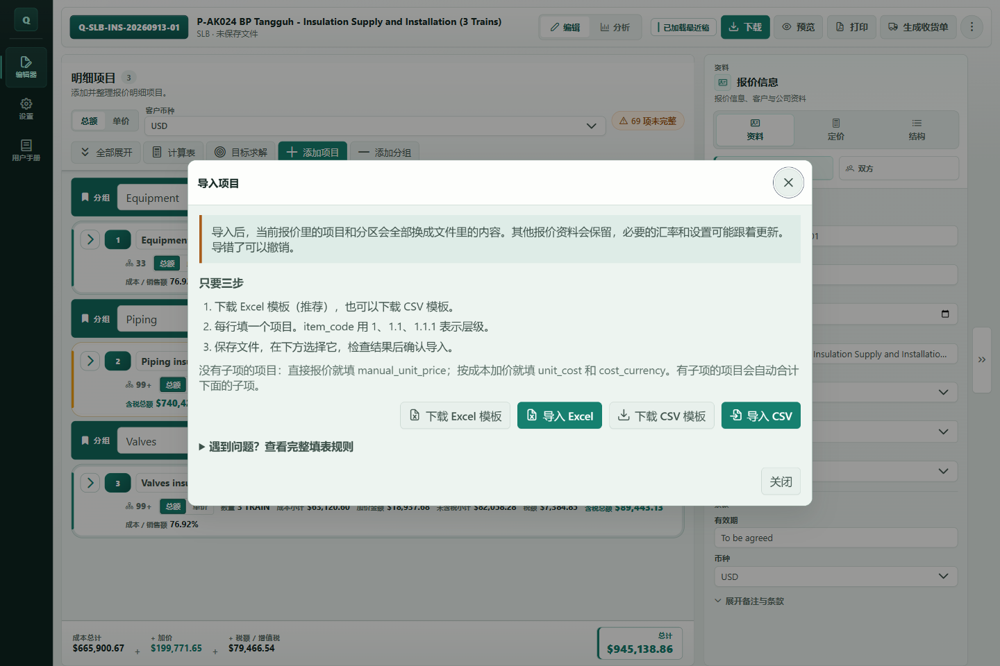 Q
编辑器
设置
用户手册
Q-SLB-INS-20260913-01
P-AK024 BP Tangguh - Insulation Supply and Installation (3 Trains)
SLB · 未保存文件
编辑
分析
已加载最近稿
下载
预览
打印
生成收货单
明细项目 3
添加并整理报价明细项目。
总额
单价
客户币种
USD
69 项未完整
全部展开
计算表
目标求解
添加项目
添加分组
分组
Equipment
1
33
总额
成本 / 销售额
分组
Piping
2
99+
总额
含税总额
分组
Valves
3
99+
总额
单价
数量 3 TRAIN 成本小计 $63,120.60 加价金额 $18,937.68 未含税小计 $82,058.28 税额 $7,384.85 含税总额 $89,443.13
成本 / 销售额 76.92%
成本总计
$665,900.67
+
+ 加价
$199,771.65
+
+ 税额 / 增值税
$79,466.54
总计
$945,138.86
资料
报价信息
报价信息、客户与公司资料
资料
定价
结构
双方
Insulation Supply and Installatio...
有效期
To be agreed
币种
USD
展开备注与条款
导入项目
导入后，当前报价里的项目和分区会全部换成文件里的内容。其他报价资料会保留，必要的汇率和设置可能跟着更新。
导错了可以撤销。
只要三步
1. 下载 Excel 模板（推荐），也可以下载 CSV 模板。
2. 每行填一个项目。item_code 用 1、1.1、1.1.1 表示层级。
3. 保存文件，在下方选择它，检查结果后确认导入。
没有子项的项目：直接报价就填 manual_unit_price；按成本加价就填 unit_cost 和 cost_currency。有子项的项目会自动合计
下面的子项。
下载 Excel 模板
导入 Excel
下载 CSV 模板
导入 CSV
遇到问题？查看完整填表规则
关闭